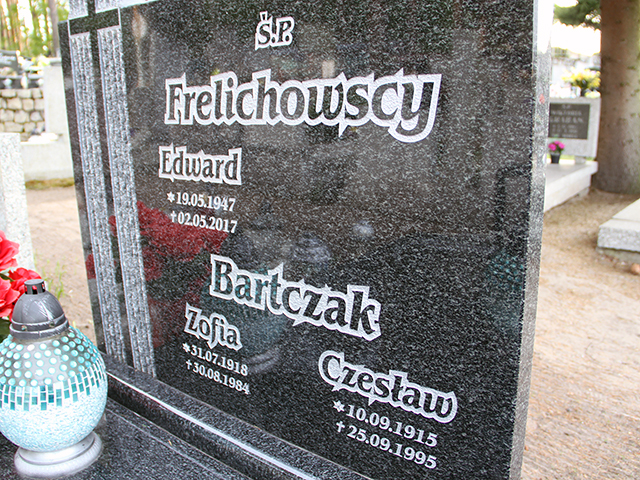 Ś.P.
Frelichowscy
Edward
*19.05.1947
†02.05.2017
Bartczak
Zofia
*31.07.1918
†30.08.1984
Czesław
*10.09.1915
†25.09.1995